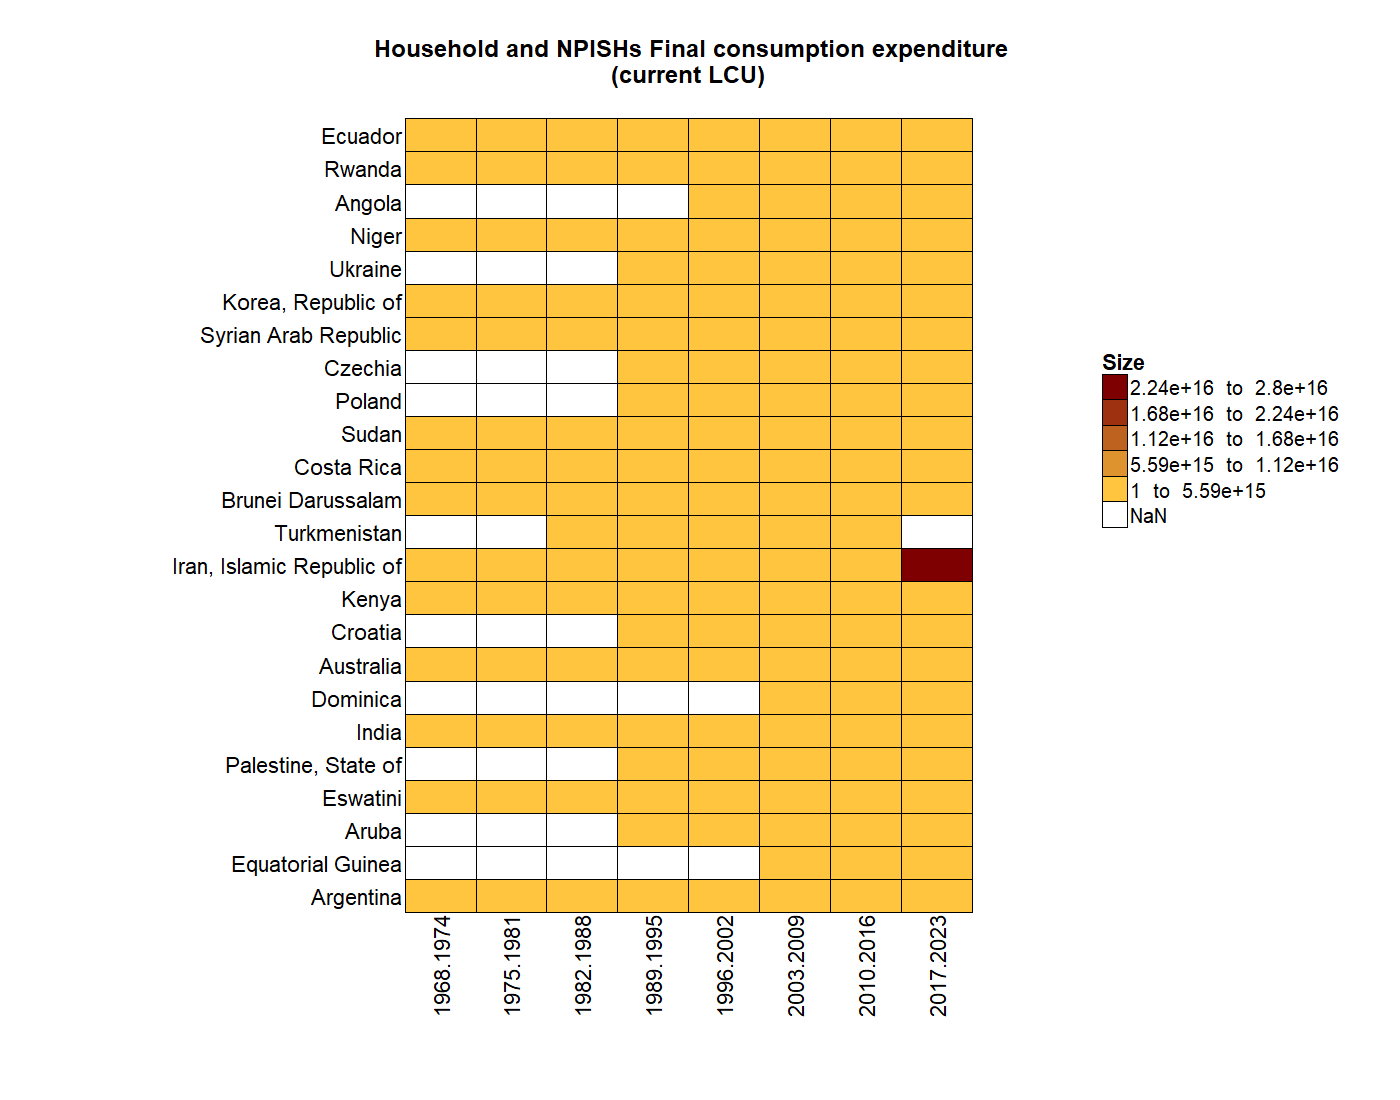 Household and NPISHs Final consumption expenditure
(current LCU)
Ecuador
Rwanda
Angola
Niger
Ukraine
Korea, Republic of
Syrian Arab Republic
Czechia
Poland
Sudan
Costa Rica
Brunei Darussalam
Turkmenistan
Iran, Islamic Republic of
Kenya
Croatia
Australia
Dominica
India
Palestine, State of
Eswatini
Aruba
Equatorial Guinea
Argentina
1968.1974
1975.1981
1982.1988
1989.1995
1996.2002
2003.2009
2010.2016
2017.2023
Size
2.24e+16 to 2.8e+16
1.68e+16 to 2.24e+16
1.12e+16 to 1.68e+16
5.59e+15 to 1.12e+16
1 to 5.59e+15
NaN